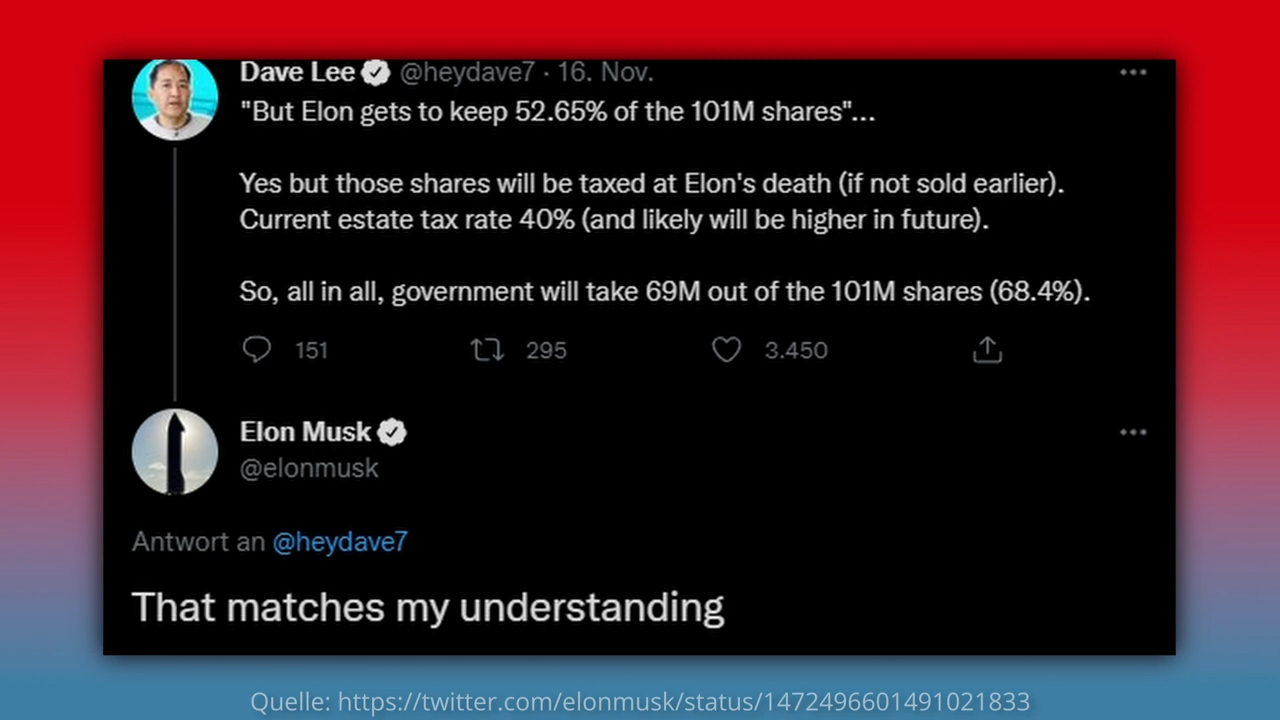 Dave Lee @heydave7 · 16. Nov.
"But Elon gets to keep 52.65% of the 101M shares"...
Yes but those shares will be taxed at Elon's death (if not sold earlier).
Current estate tax rate 40% (and likely will be higher in future).
So, all in all, government will take 69M out of the 101M shares (68.4%).
151 295 3.450
Elon Musk
@elonmusk
Antwort an @heydave7
That matches my understanding
Quelle: https://twitter.com/elonmusk/status/1472496601491021833